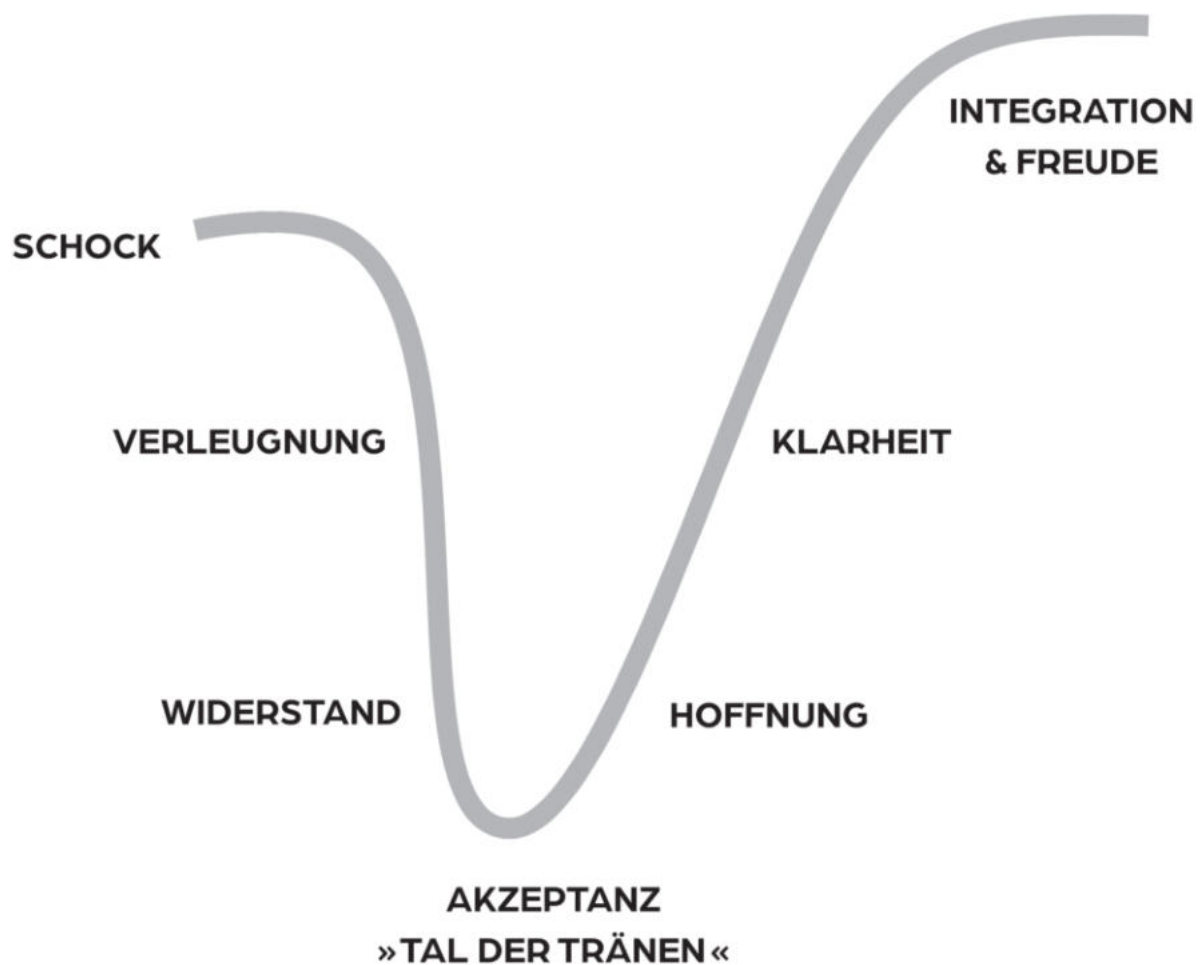 SCHOCK
VERLEUGNUNG
WIDERSTAND
AKZEPTANZ
»TAL DER TRÄNEN«
HOFFNUNG
KLARHEIT
INTEGRATION
& FREUDE